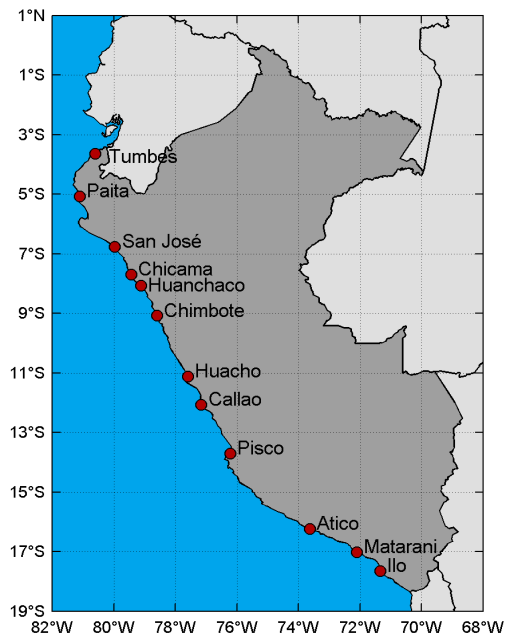 1°N
1°S
3°S
Tumbes
5°S
Paita
San José
7°S
Chicama
Huanchaco
9°S
Chimbote
11°S
Huacho
Callao
13°S
Pisco
15°S
Atico
17°S
Matarani
Ilo
19°S
82°W 80°W 78°W 76°W 74°W 72°W 70°W 68°W